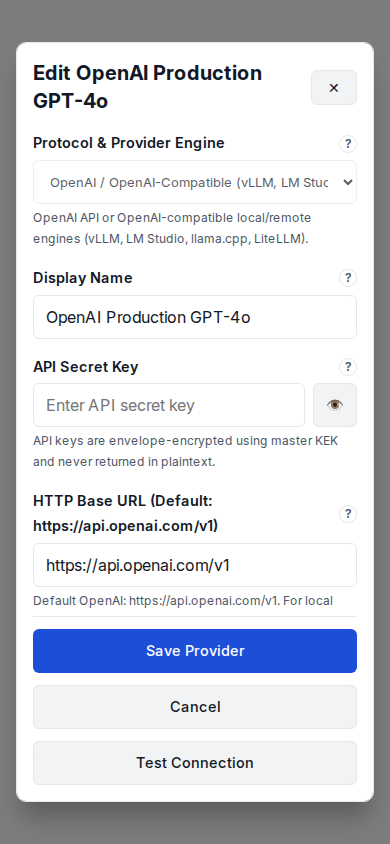 Edit OpenAI Production
GPT-4o
✕
Protocol & Provider Engine
?
OpenAI / OpenAI-Compatible (vLLM, LM Stuc
OpenAI API or OpenAI-compatible local/remote
engines (vLLM, LM Studio, llama.cpp, LiteLLM).
Display Name
?
OpenAI Production GPT-4o
API Secret Key
?
Enter API secret key
API keys are envelope-encrypted using master KEK
and never returned in plaintext.
HTTP Base URL (Default:
https://api.openai.com/v1)
?
https://api.openai.com/v1
Default OpenAI: https://api.openai.com/v1. For local
Save Provider
Cancel
Test Connection